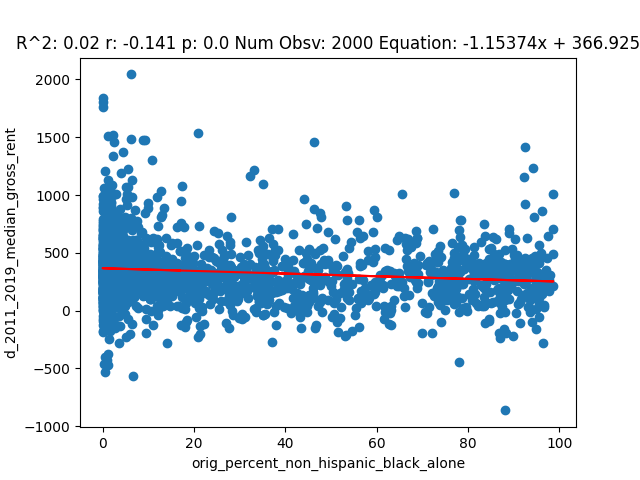 R^2: 0.02 r: -0.141 p: 0.0 Num Obsv: 2000 Equation: -1.15374x + 366.925
d_2011_2019_median_gross_rent
2000
1500
1000
500
0
−500
−1000
0 20 40 60 80 100
orig_percent_non_hispanic_black_alone